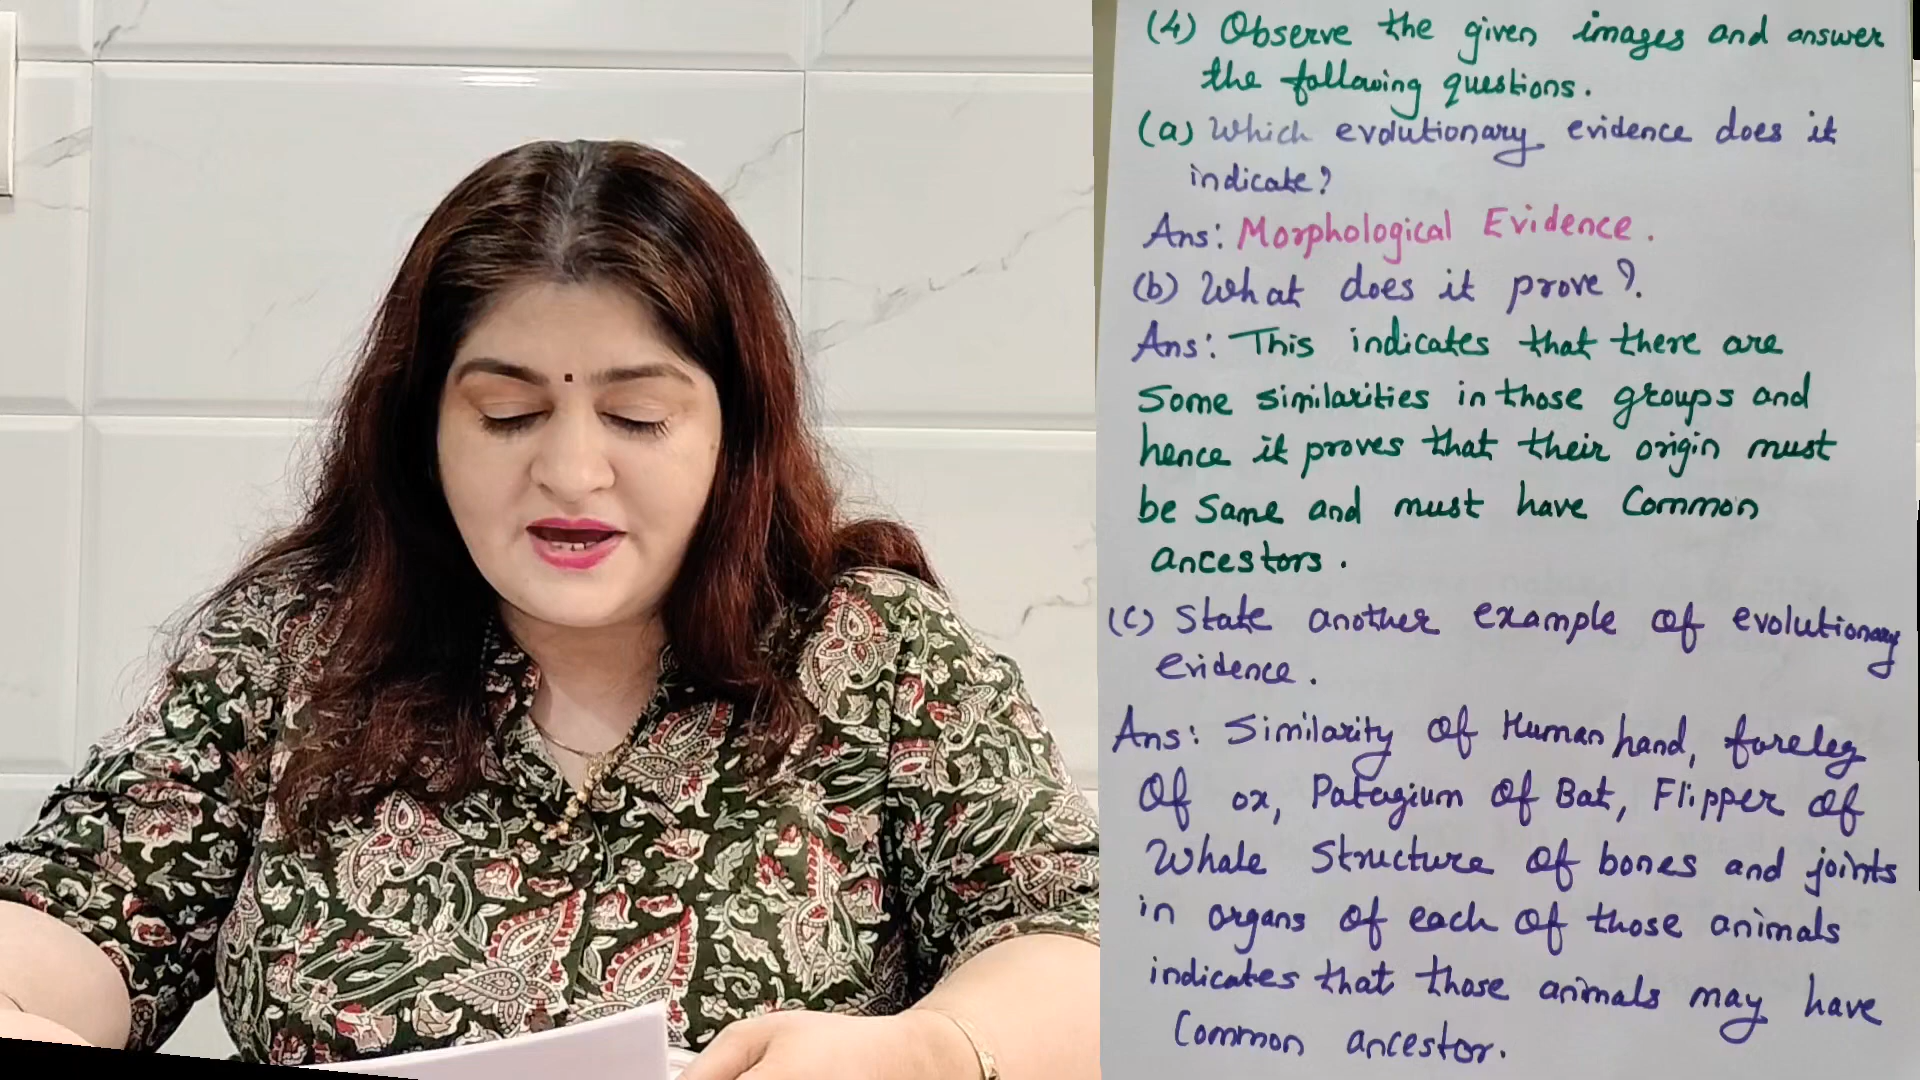 (4) Observe the given images and answer
the following questions.
(a) Which evolutionary evidence does it
indicate?
Ans: Morphological Evidence.
(b) What does it prove?.
Ans: This indicates that there are
Some similarities in those groups and
hence it proves that their origin must
be Same and must have Common
ancestors.
(C) State another example of evolutionary
evidence.
Ans: Similarity of Human hand, foreleg
Of ox, Patagium of Bat, Flipper of
Whale Structure of bones and joints
in organs of each of those animals
indicates that those animals may have
Common ancestor.